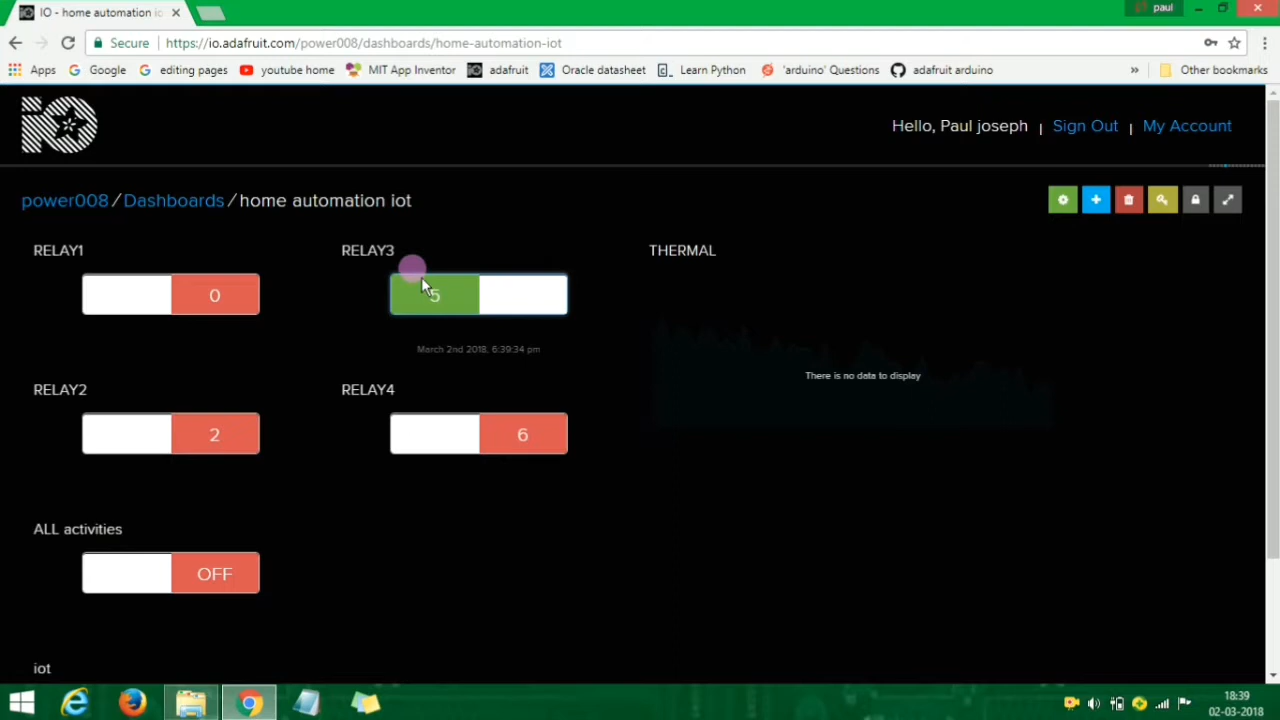 IO - home automation io
paul
Secure
https://io.adafruit.com/power008/dashboards/home-automation-iot
Apps
Google
editing pages
youtube home
MIT App Inventor
adafruit
Oracle datasheet
Learn Python
'arduino' Questions
adafruit arduino
»
Other bookmarks
Hello, Paul joseph | Sign Out | My Account
power008 / Dashboards / home automation iot
RELAY1
RELAY3
THERMAL
0
5
March 2nd 2018, 6:39:34 pm
There is no data to display
RELAY2
RELAY4
2
6
ALL activities
OFF
iot
18:39
02-03-2018